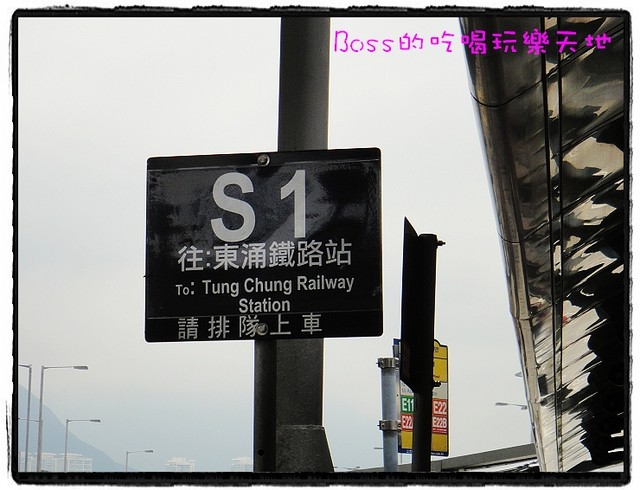 Boss的吃喝玩樂天地
S1
往:東涌鐵路站
To: Tung Chung Railway
Station
請排隊上車
E11 E22
E22B